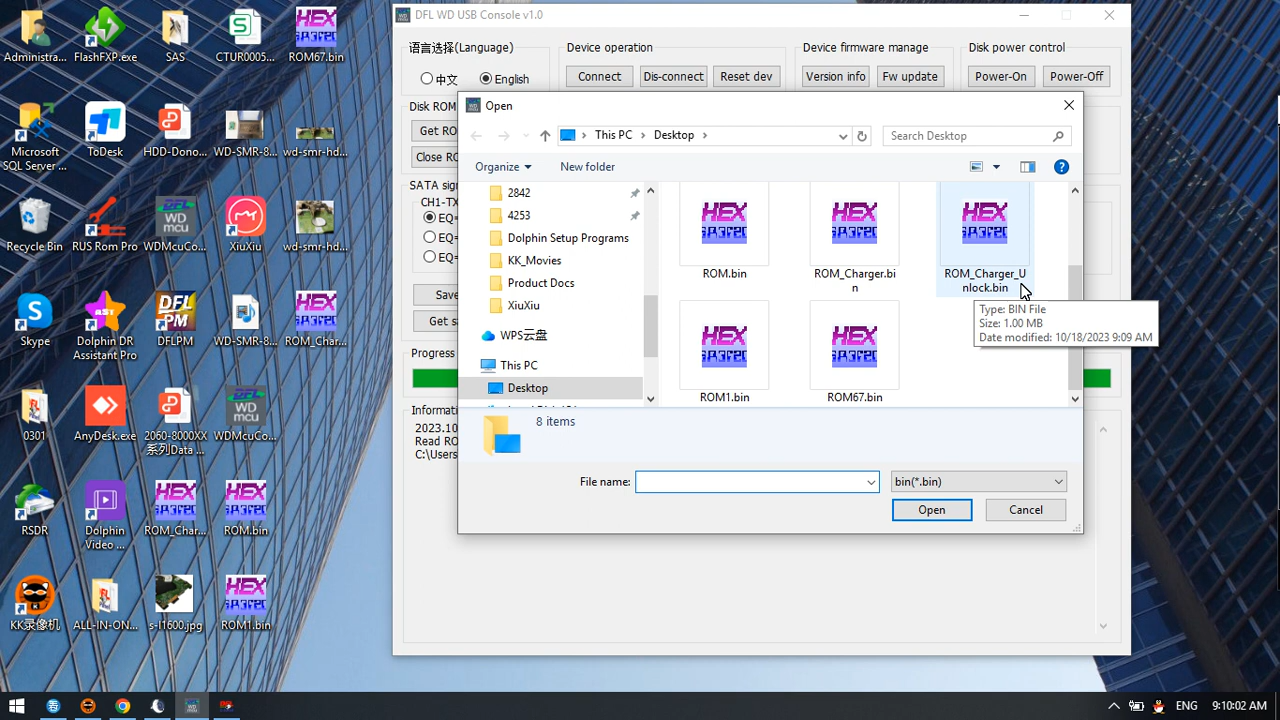 Administra...
FlashFXP.exe
SAS
CTUR0005...
ROM67.bin
Microsoft
SQL Server ...
ToDesk
HDD-Dono...
WD-SMR-8...
wd-smr-hd...
Recycle Bin
RUS Rom Pro
WDMcuCo...
XiuXiu
wd-smr-hd...
Skype
Dolphin DR
Assistant Pro
DFLPM
WD-SMR-8...
ROM_Char...
0301
AnyDesk.exe
2060-8000XX
系列Data ...
WDMcuCo...
RSDR
Dolphin
Video ...
ROM_Char...
ROM.bin
KK录像机
ALL-IN-ON...
s-l1600.jpg
ROM1.bin
DFL WD USB Console v1.0
语言选择(Language)
中文
English
Device operation
Connect
Dis-connect
Reset dev
Device firmware manage
Version info
Fw update
Disk power control
Power-On
Power-Off
Disk ROM
Get RO
Close RO
SATA sign
CH1-TX
EQ=
EQ=
EQ=
Save
Get sa
Progress
Informati
2023.10
Read RO
C:\Users
Open
This PC
Desktop
Search Desktop
Organize
New folder
2842
4253
Dolphin Setup Programs
KK_Movies
Product Docs
XiuXiu
WPS云盘
This PC
Desktop
ROM.bin
ROM_Charger.bi
n
ROM_Charger_U
nlock.bin
Type: BIN File
Size: 1.00 MB
Date modified: 10/18/2023 9:09 AM
ROM1.bin
ROM67.bin
8 items
File name:
bin(*.bin)
Open
Cancel
ENG
9:10:02 AM